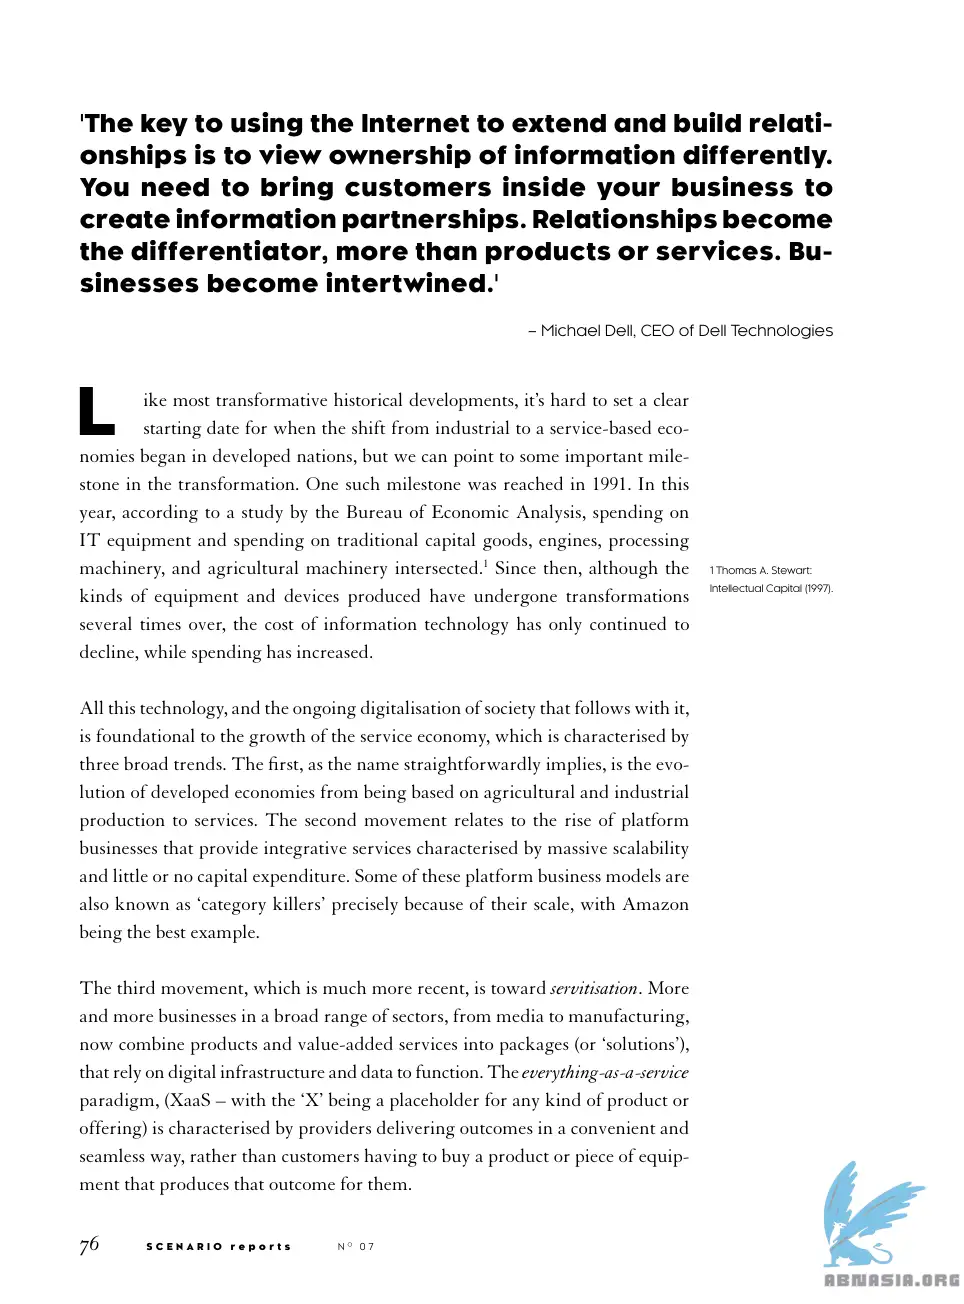 'The key to using the Internet to extend and build relati-
onships is to view ownership of information differently.
You need to bring customers inside your business to
create information partnerships. Relationships become
the differentiator, more than products or services. Bu-
sinesses become intertwined.'
– Michael Dell, CEO of Dell Technologies
Like most transformative historical developments, it’s hard to set a clear
starting date for when the shift from industrial to a service-based eco-
nomies began in developed nations, but we can point to some important mile-
stone in the transformation. One such milestone was reached in 1991. In this
year, according to a study by the Bureau of Economic Analysis, spending on
IT equipment and spending on traditional capital goods, engines, processing
machinery, and agricultural machinery intersected.1 Since then, although the
kinds of equipment and devices produced have undergone transformations
several times over, the cost of information technology has only continued to
decline, while spending has increased.
1 Thomas A. Stewart:
Intellectual Capital (1997).
All this technology, and the ongoing digitalisation of society that follows with it,
is foundational to the growth of the service economy, which is characterised by
three broad trends. The first, as the name straightforwardly implies, is the evo-
lution of developed economies from being based on agricultural and industrial
production to services. The second movement relates to the rise of platform
businesses that provide integrative services characterised by massive scalability
and little or no capital expenditure. Some of these platform business models are
also known as ‘category killers’ precisely because of their scale, with Amazon
being the best example.
The third movement, which is much more recent, is toward servitisation. More
and more businesses in a broad range of sectors, from media to manufacturing,
now combine products and value-added services into packages (or ‘solutions’),
that rely on digital infrastructure and data to function. The everything-as-a-service
paradigm, (XaaS – with the ‘X’ being a placeholder for any kind of product or
offering) is characterised by providers delivering outcomes in a convenient and
seamless way, rather than customers having to buy a product or piece of equip-
ment that produces that outcome for them.
76 SCENARIO reports Nº 07
ABNASIA.ORG